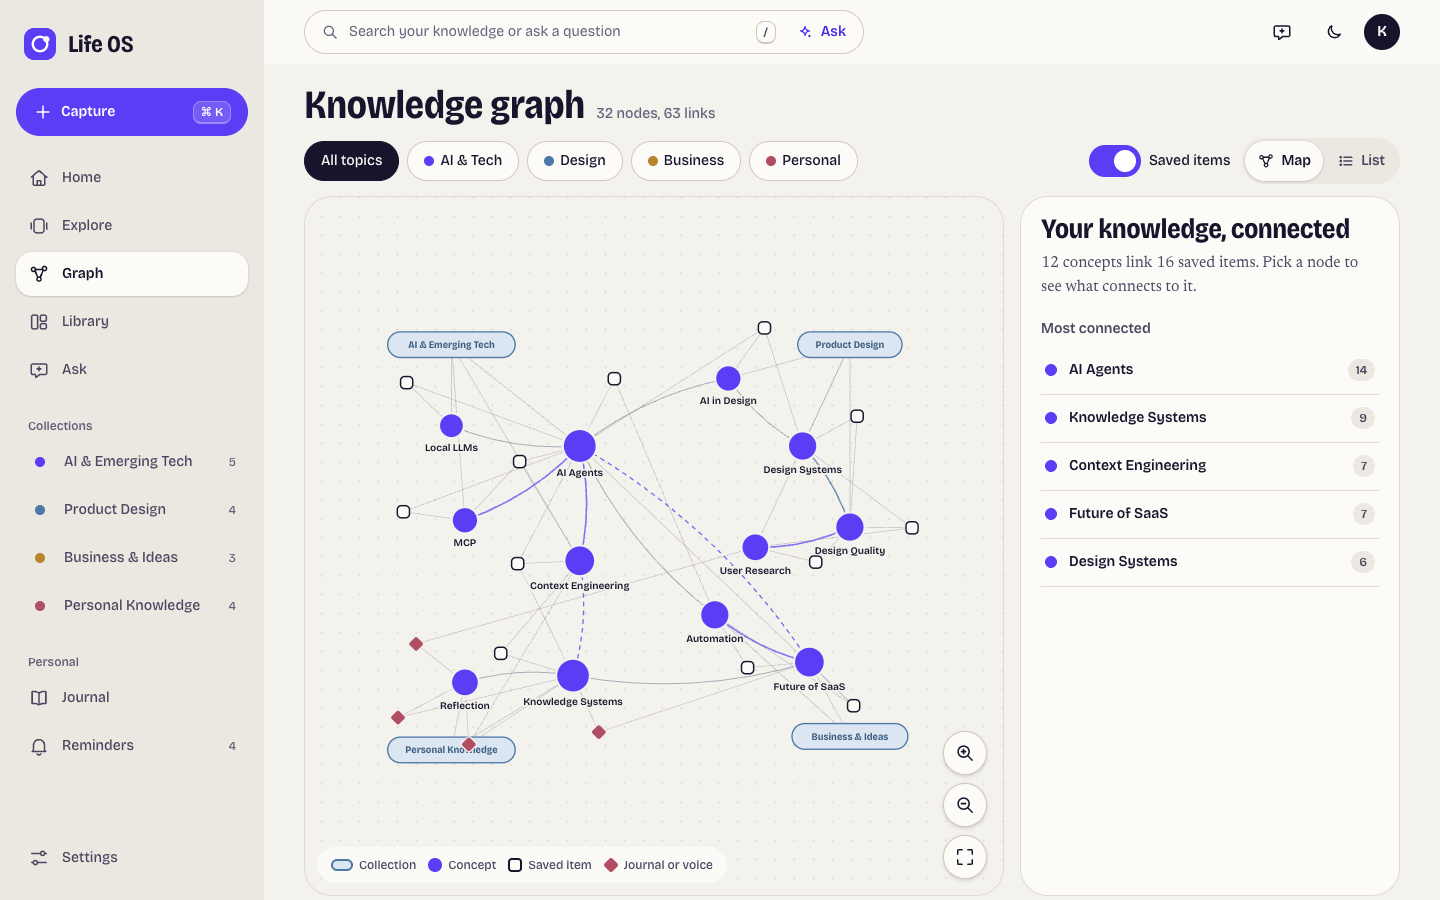 Life OS
Search your knowledge or ask a question
/
Ask
K
Capture
⌘ K
Home
Explore
Graph
Library
Ask
Collections
AI & Emerging Tech 5
Product Design 4
Business & Ideas 3
Personal Knowledge 4
Personal
Journal
Reminders 4
Settings
Knowledge graph 32 nodes, 63 links
All topics
AI & Tech
Design
Business
Personal
Saved items
Map
List
AI & Emerging Tech
Product Design
AI in Design
Local LLMs
AI Agents
Design Systems
MCP
Design Quality
User Research
Context Engineering
Automation
Future of SaaS
Reflection
Knowledge Systems
Personal Knowledge
Business & Ideas
Collection
Concept
Saved item
Journal or voice
Your knowledge, connected
12 concepts link 16 saved items. Pick a node to
see what connects to it.
Most connected
AI Agents 14
Knowledge Systems 9
Context Engineering 7
Future of SaaS 7
Design Systems 6